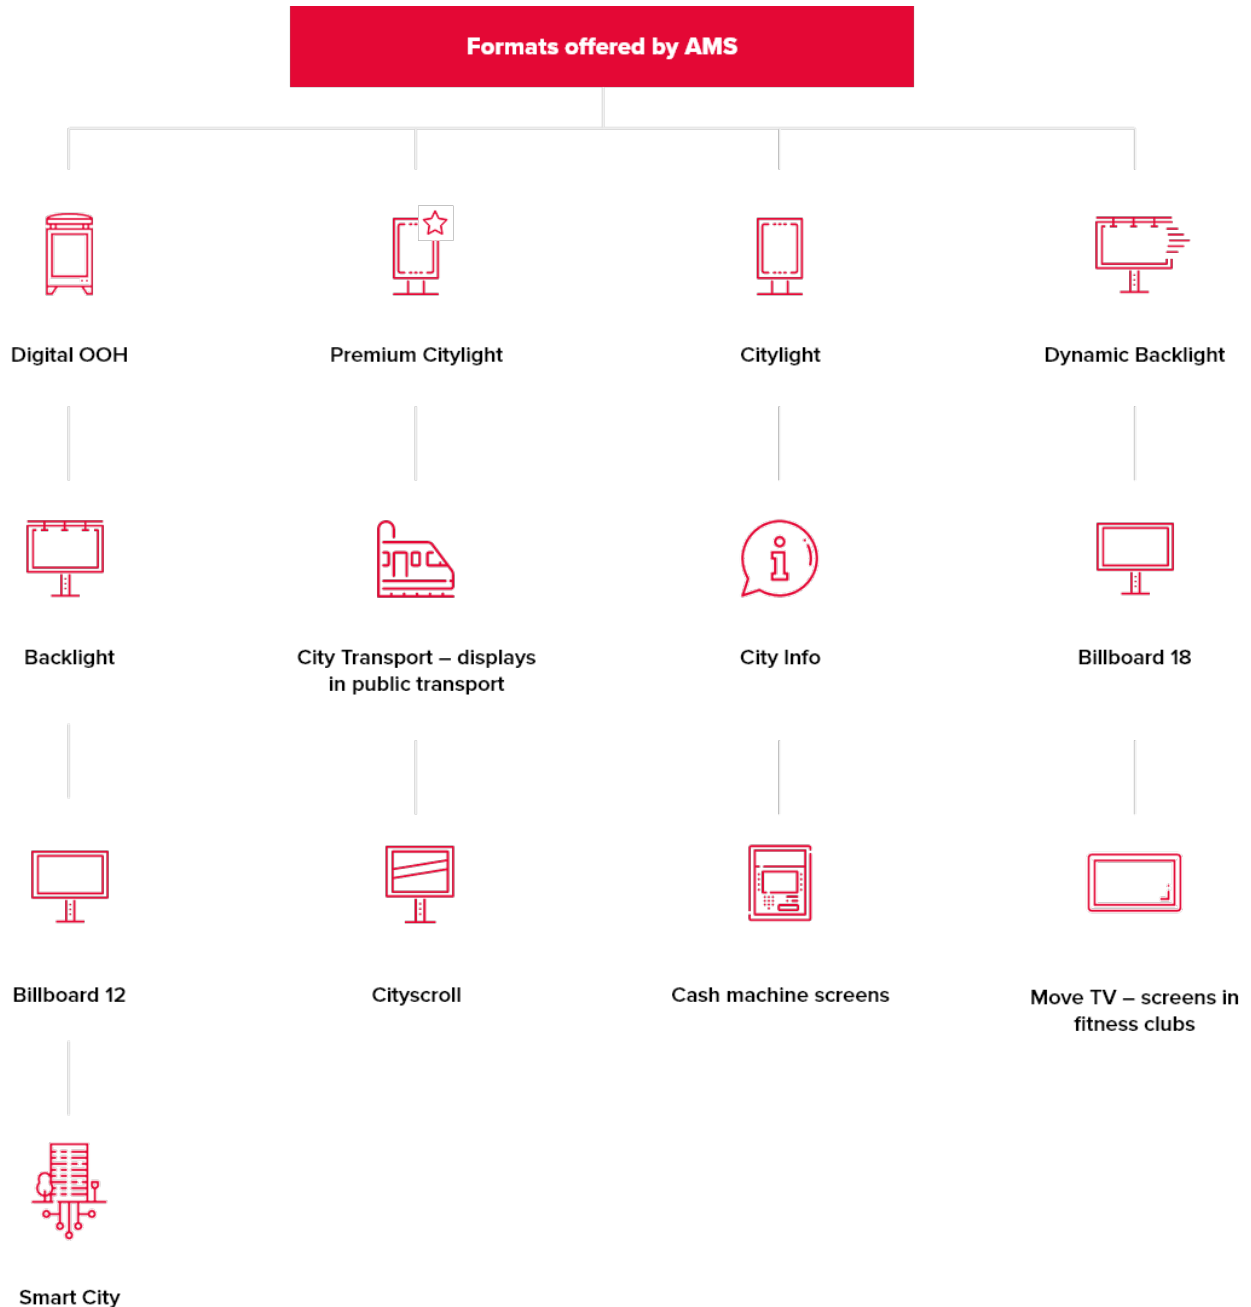 Formats offered by AMS
Digital OOH
Premium Citylight
Citylight
Dynamic Backlight
Backlight
City Transport – displays
in public transport
City Info
Billboard 18
Billboard 12
Cityscroll
Cash machine screens
Move TV – screens in
fitness clubs
Smart City